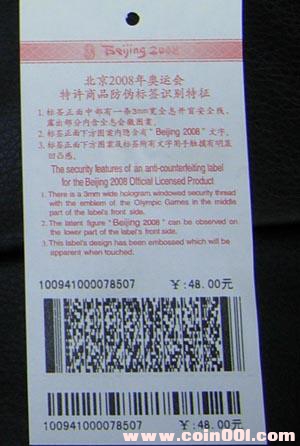 Beijing 2008
北京2008年奥运会
特许商品防伪标签识别特征
1. 标签正面中部有一条3mm宽全息开窗安全线,
露出部分内含全息会徽图案。
2. 标签正面下方图案内隐含有"Beijing 2008"文字。
3. 标签正面下方图案及标签所有文字用手触摸有明显
凹凸感。
The security features of an anti-counterfeiting label
for the Beijing 2008 Official Licensed Product
1. There is a 3mm wide hologram windowed security thread
with the emblem of the Olympic Games in the middle
part of the label's front side.
2. The latent figure "Beijing 2008" can be observed on
the lower part of the label's front side.
3. This label's design has been embossed which will be
apparent when touched.
100941000078507 ¥:48.00元
100941000078507 ¥:48.00元
www.coin001.com